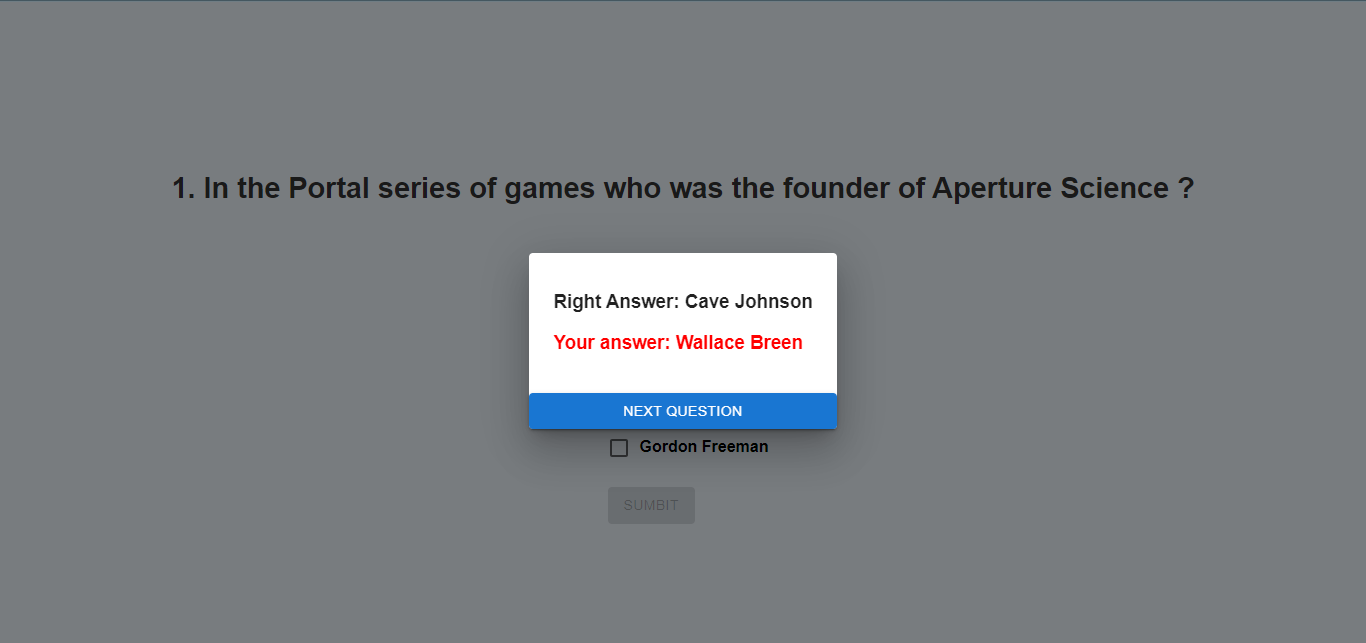 1. In the Portal series of games who was the founder of Aperture Science ?
Right Answer: Cave Johnson
Your answer: Wallace Breen
NEXT QUESTION
Gordon Freeman
SUMBIT